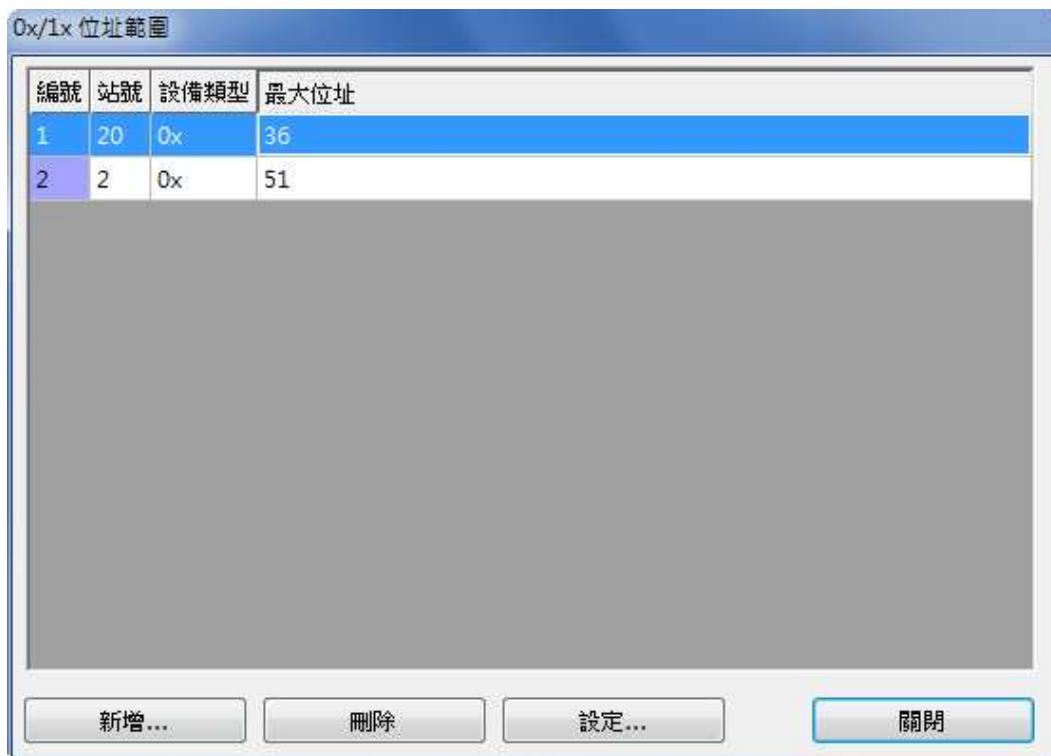 0x/1x 位址範圍
編號 站號 設備類型 最大位址
1 20 0x 36
2 2 0x 51
新增... 刪除 設定... 關閉